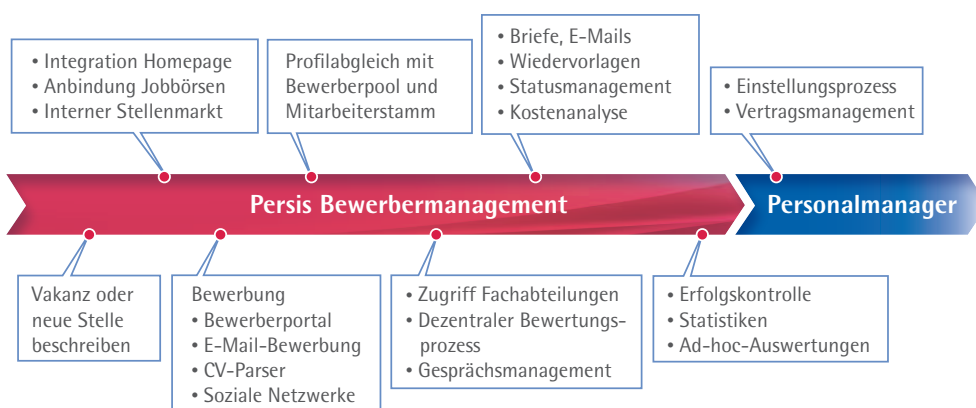 • Integration Homepage
• Anbindung Jobbörsen
• Interner Stellenmarkt
Profilabgleich mit
Bewerberpool und
Mitarbeiterstamm
• Briefe, E-Mails
• Wiedervorlagen
• Statusmanagement
• Kostenanalyse
• Einstellungsprozess
• Vertragsmanagement
Persis Bewerbermanagement
Personalmanager
Vakanz oder
neue Stelle
beschreiben
Bewerbung
• Bewerberportal
• E-Mail-Bewerbung
• CV-Parser
• Soziale Netzwerke
• Zugriff Fachabteilungen
• Dezentraler Bewertungs-
prozess
• Gesprächsmanagement
• Erfolgskontrolle
• Statistiken
• Ad-hoc-Auswertungen